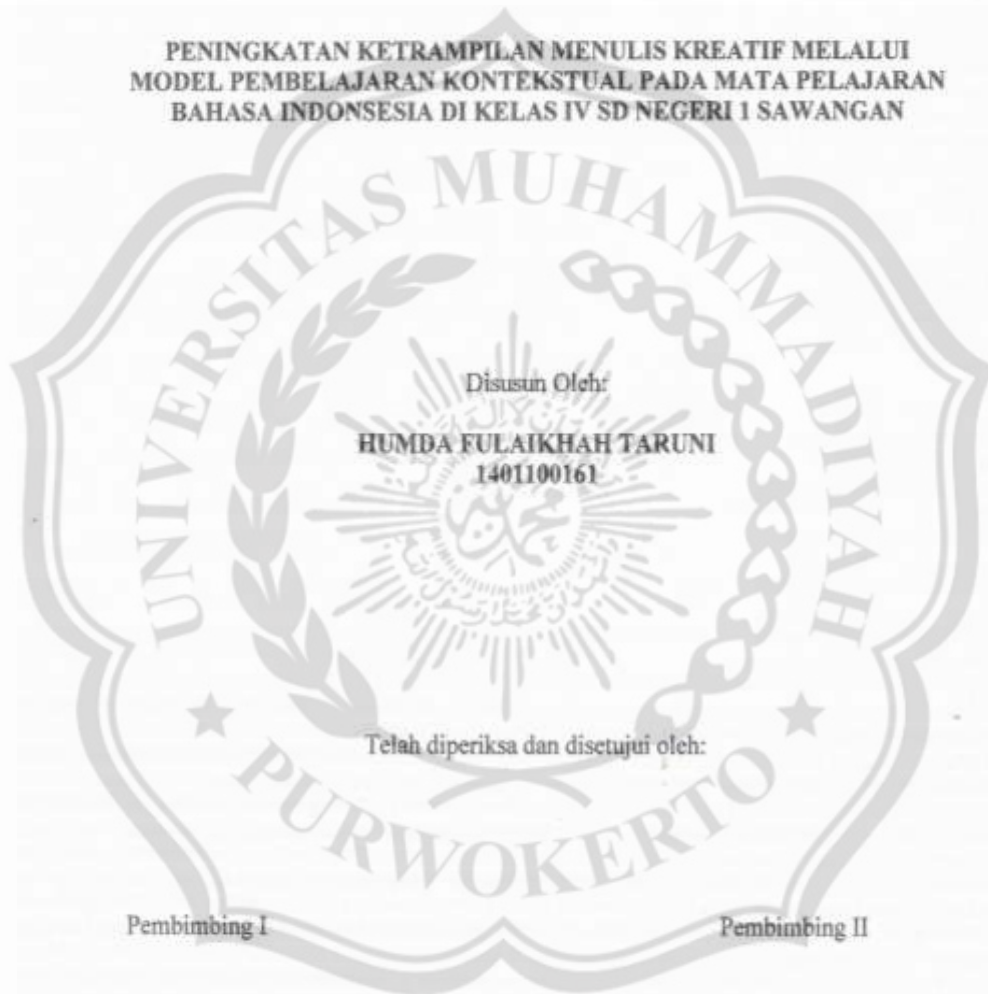 PENINGKATAN KETRAMPILAN MENULIS KREATIF MELALUI
MODEL PEMBELAJARAN KONTEKSTUAL PADA MATA PELAJARAN
BAHASA INDONSESIA DI KELAS IV SD NEGERI 1 SAWANGAN
UNIVERSITAS MUHAMMADIYAH
Disusun Oleh:
HUMDA FULAIKHAH TARUNI
1401100161
Telah diperiksa dan disetujui oleh:
PURWOKERTO
Pembimbing I
Pembimbing II